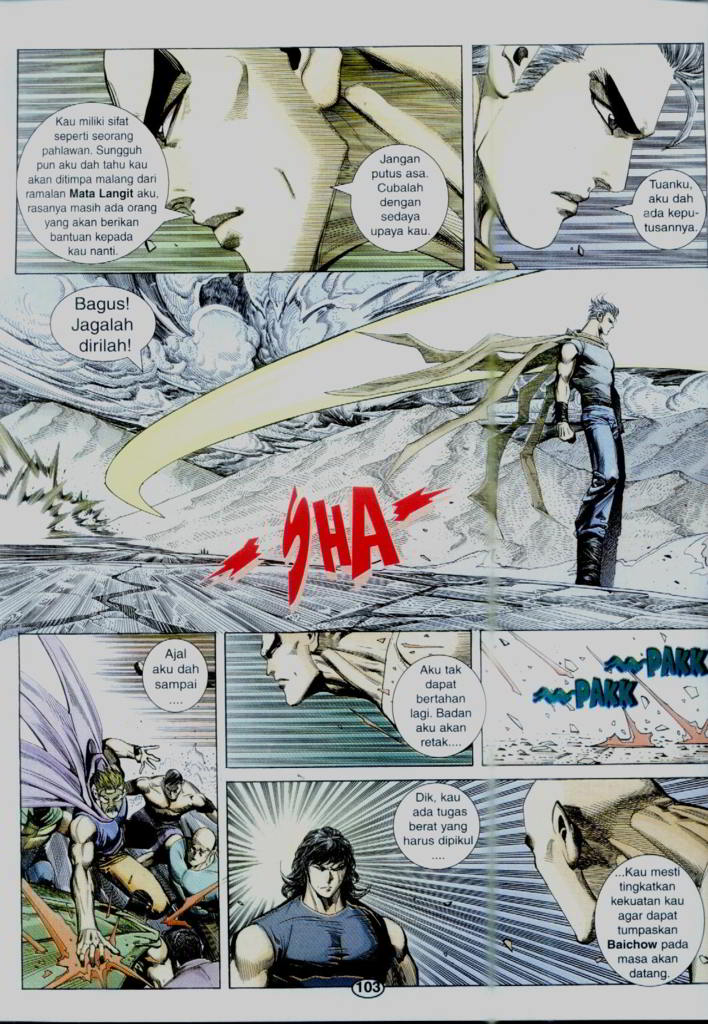 Kau miliki sifat
seperti seorang
pahlawan. Sungguh
pun aku dah tahu kau
akan ditimpa malang dari
ramalan Mata Langit aku,
rasanya masih ada orang
yang akan berikan
bantuan kepada
kau nanti.
Jangan
putus asa.
Cubalah
dengan
sedaya
upaya kau.
Tuanku,
aku dah
ada kepu-
tusannya.
Bagus!
Jagalah
dirilah!
SHA
Ajal
aku dah
sampai
....
Aku tak
dapat
bertahan
lagi. Badan
aku akan
retak....
PAKK
PAKK
Dik, kau
ada tugas
berat yang
harus dipikul
....
...Kau mesti
tingkatkan
kekuatan kau
agar dapat
tumpaskan
Baichow pada
masa akan
datang.
103